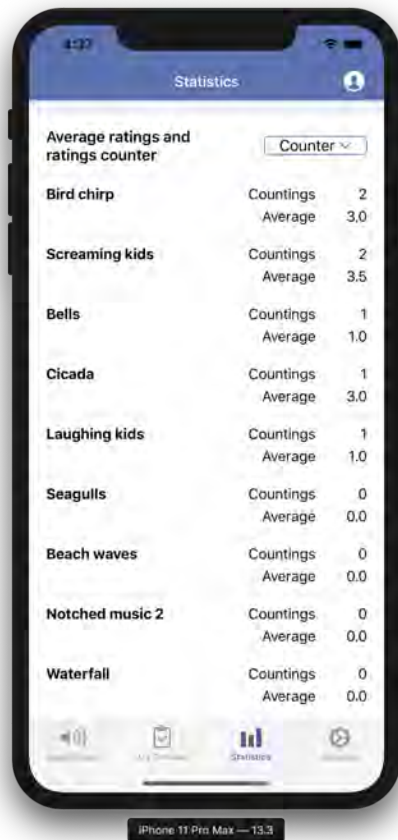 4:37
Statistics
Average ratings and
ratings counter
Counter
Bird chirp Countings 2
Average 3.0
Screaming kids Countings 2
Average 3.5
Bells Countings 1
Average 1.0
Cicada Countings 1
Average 3.0
Laughing kids Countings 1
Average 1.0
Seagulls Countings 0
Average 0.0
Beach waves Countings 0
Average 0.0
Notched music 2 Countings 0
Average 0.0
Waterfall Countings 0
Average 0.0
Statistics
iPhone 11 Pro Max — 13.3